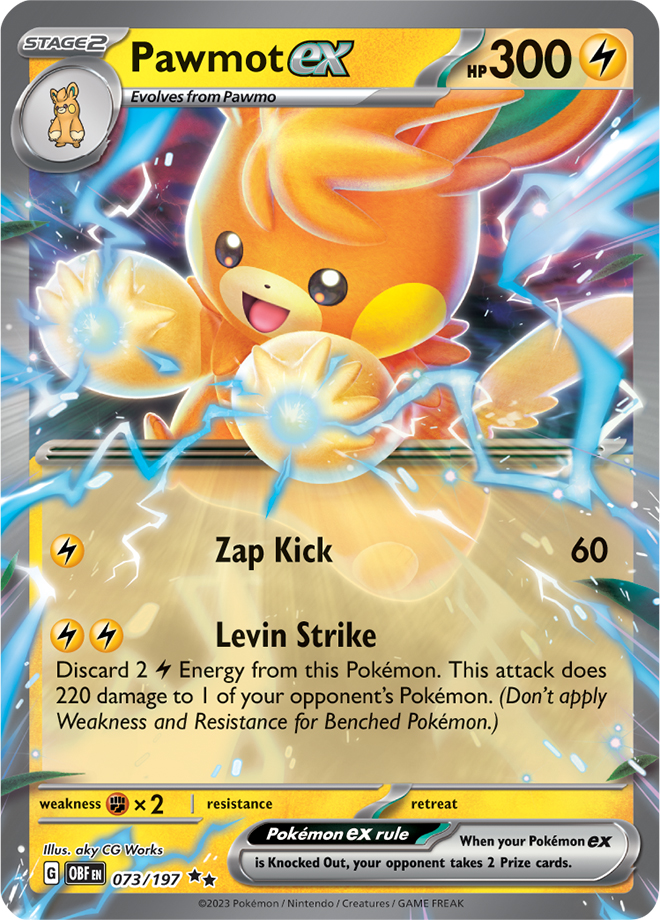 STAGE2
Pawmot ex HP 300
Evolves from Pawmo
Zap Kick 60
Levin Strike
Discard 2 Energy from this Pokémon. This attack does
220 damage to 1 of your opponent's Pokémon. (Don't apply
Weakness and Resistance for Benched Pokémon.)
weakness ×2 resistance retreat
Illus. aky CG Works
Pokémon ex rule When your Pokémon ex
is Knocked Out, your opponent takes 2 Prize cards.
G OBF EN 073/197
©2023 Pokémon / Nintendo / Creatures / GAME FREAK